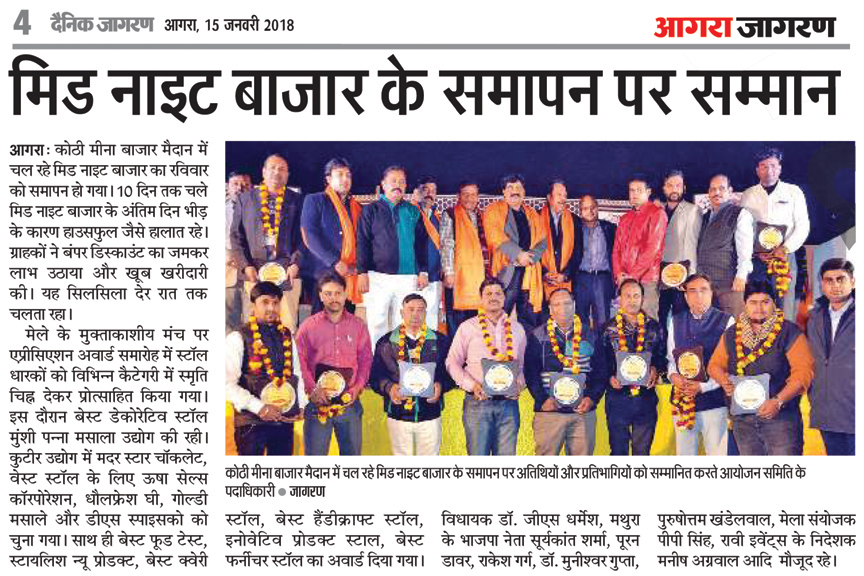 4 दैनिक जागरण आगरा, 15 जनवरी 2018
आगरा जागरण
मिड नाइट बाजार के समापन पर सम्मान
आगरा: कोठी मीना बाजार मैदान में
चल रहे मिड नाइट बाजार का रविवार
को समापन हो गया। 10 दिन तक चले
मिड नाइट बाजार के अंतिम दिन भीड़
के कारण हाउसफुल जैसे हालात रहे।
ग्राहकों ने बंपर डिस्काउंट का जमकर
लाभ उठाया और खूब खरीदारी
की। यह सिलसिला देर रात तक
चलता रहा।
मेले के मुक्ताकाशीय मंच पर
एप्रीसिएशन अवार्ड समारोह में स्टॉल
धारकों को विभिन्न कैटेगरी में स्मृति
चिह्न देकर प्रोत्साहित किया गया।
इस दौरान बेस्ट डेकोरेटिव स्टॉल
मुंशी पन्ना मसाला उद्योग की रही।
कुटीर उद्योग में मदर स्टार चॉकलेट,
वेस्ट स्टॉल के लिए ऊषा सेल्स
कॉरपोरेशन, धौलफ्रेश घी, गोल्डी
मसाले और डीएस स्पाइसको को
चुना गया। साथ ही बेस्ट फूड टेस्ट,
स्टायलिश न्यू प्रोडक्ट, बेस्ट क्वेरी
कोठी मीना बाजार मैदान में चल रहे मिड नाइट बाजार के समापन पर अतिथियों और प्रतिभागियों को सम्मानित करते आयोजन समिति के
पदाधिकारी ● जागरण
स्टॉल, बेस्ट हैंडीक्राफ्ट स्टॉल,
इनोवेटिव प्रोडक्ट स्टाल, बेस्ट
फर्नीचर स्टॉल का अवार्ड दिया गया।
विधायक डॉ. जीएस धर्मेश, मथुरा
के भाजपा नेता सूर्यकांत शर्मा, पूरन
डावर, राकेश गर्ग, डॉ. मुनीश्वर गुप्ता,
पुरुषोत्तम खंडेलवाल, मेला संयोजक
पीपी सिंह, रावी इवेंट्स के निदेशक
मनीष अग्रवाल आदि मौजूद रहे।